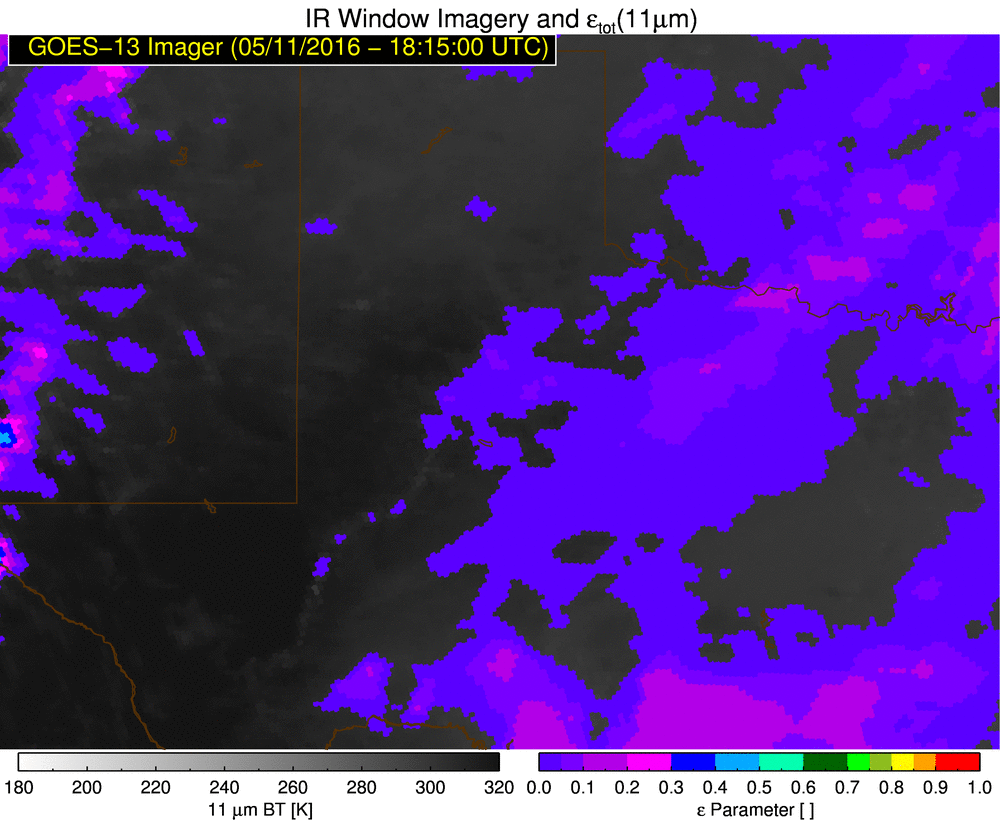 IR Window Imagery and εtot(11μm)
GOES−13 Imager (05/11/2016 − 18:15:00 UTC)
180 200 220 240 260 280 300 320
11 μm BT [K]
0.0 0.1 0.2 0.3 0.4 0.5 0.6 0.7 0.8 0.9 1.0
ε Parameter [ ]